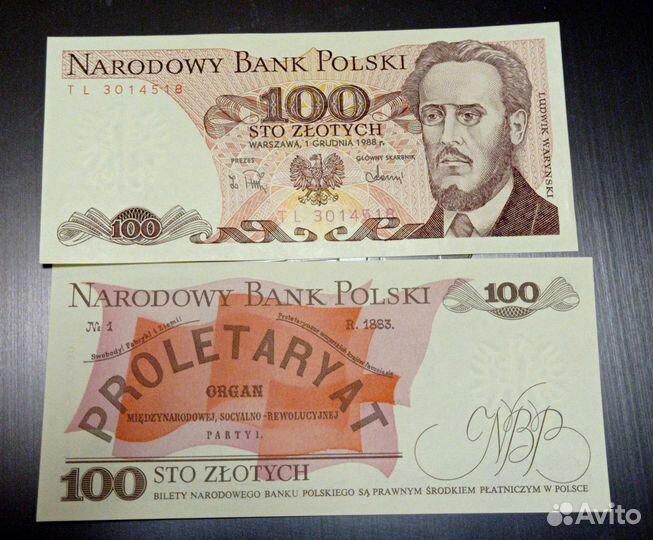 NARODOWY BANK POLSKI
TL 3014518
100
STO ZŁOTYCH
WARSZAWA, 1 GRUDNIA 1988 r.
PREZES GŁÓWNY SKARBNIK
LUDWIK WARYŃSKI
TL 3014518
100
NARODOWY BANK POLSKI
100
№ 1 R. 1883.
Swobody! Fabryki i Ziemi!
PROLETARYAT
ORGAN
MIĘDZYNARODOWEJ, SOCYALNO-REWOLUCYJNEJ
PARTYI.
NBP
100 STO ZŁOTYCH
BILETY NARODOWEGO BANKU POLSKIEGO SĄ PRAWNYM ŚRODKIEM PŁATNICZYM W POLSCE
Avito